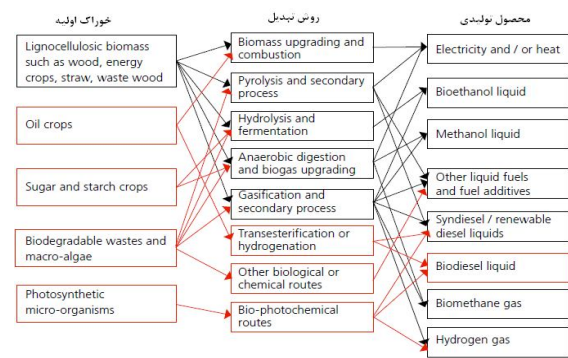 خوراک اولیه
روش تبدیل
محصول تولیدی
Lignocellulosic biomass
such as wood, energy
crops, straw, waste wood
Oil crops
Sugar and starch crops
Biodegradable wastes and
macro-algae
Photosynthetic
micro-organisms
Biomass upgrading and
combustion
Pyrolysis and secondary
process
Hydrolysis and
fermentation
Anaerobic digestion
and biogas upgrading
Gasification and
secondary process
Transesterification or
hydrogenation
Other biological or
chemical routes
Bio-photochemical
routes
Electricity and / or heat
Bioethanol liquid
Methanol liquid
Other liquid fuels
and fuel additives
Syndiesel / renewable
diesel liquids
Biodiesel liquid
Biomethane gas
Hydrogen gas